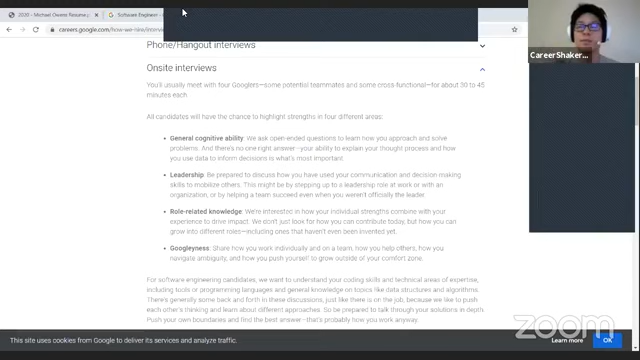 2020 - Michael Owens Resume.p
Software Engineer
careers.google.com/how-we-hire/interv
Phone/Hangout interviews
CareerShaker...
Onsite interviews
You'll usually meet with four Googlers—some potential teammates and some cross-functional—for about 30 to 45
minutes each.
All candidates will have the chance to highlight strengths in four different areas:
• General cognitive ability: We ask open-ended questions to learn how you approach and solve
problems. And there's no one right answer—your ability to explain your thought process and how
you use data to inform decisions is what's most important.
• Leadership: Be prepared to discuss how you have used your communication and decision-making
skills to mobilize others. This might be by stepping up to a leadership role at work or with an
organization, or by helping a team succeed even when you weren't officially the leader.
• Role-related knowledge: We're interested in how your individual strengths combine with your
experience to drive impact. We don't just look for how you can contribute today, but how you can
grow into different roles—including ones that haven't even been invented yet.
• Googleyness: Share how you work individually and on a team, how you help others, how you
navigate ambiguity, and how you push yourself to grow outside of your comfort zone.
For software engineering candidates, we want to understand your coding skills and technical areas of expertise,
including tools or programming languages and general knowledge on topics like data structures and algorithms.
There's generally some back and forth in these discussions, just like there is on the job, because we like to push
each other's thinking and learn about different approaches. So be prepared to talk through your solutions in depth.
Push your own boundaries and find the best answer—that's probably how you work anyway.
zoom
This site uses cookies from Google to deliver its services and analyze traffic.
Learn more
OK